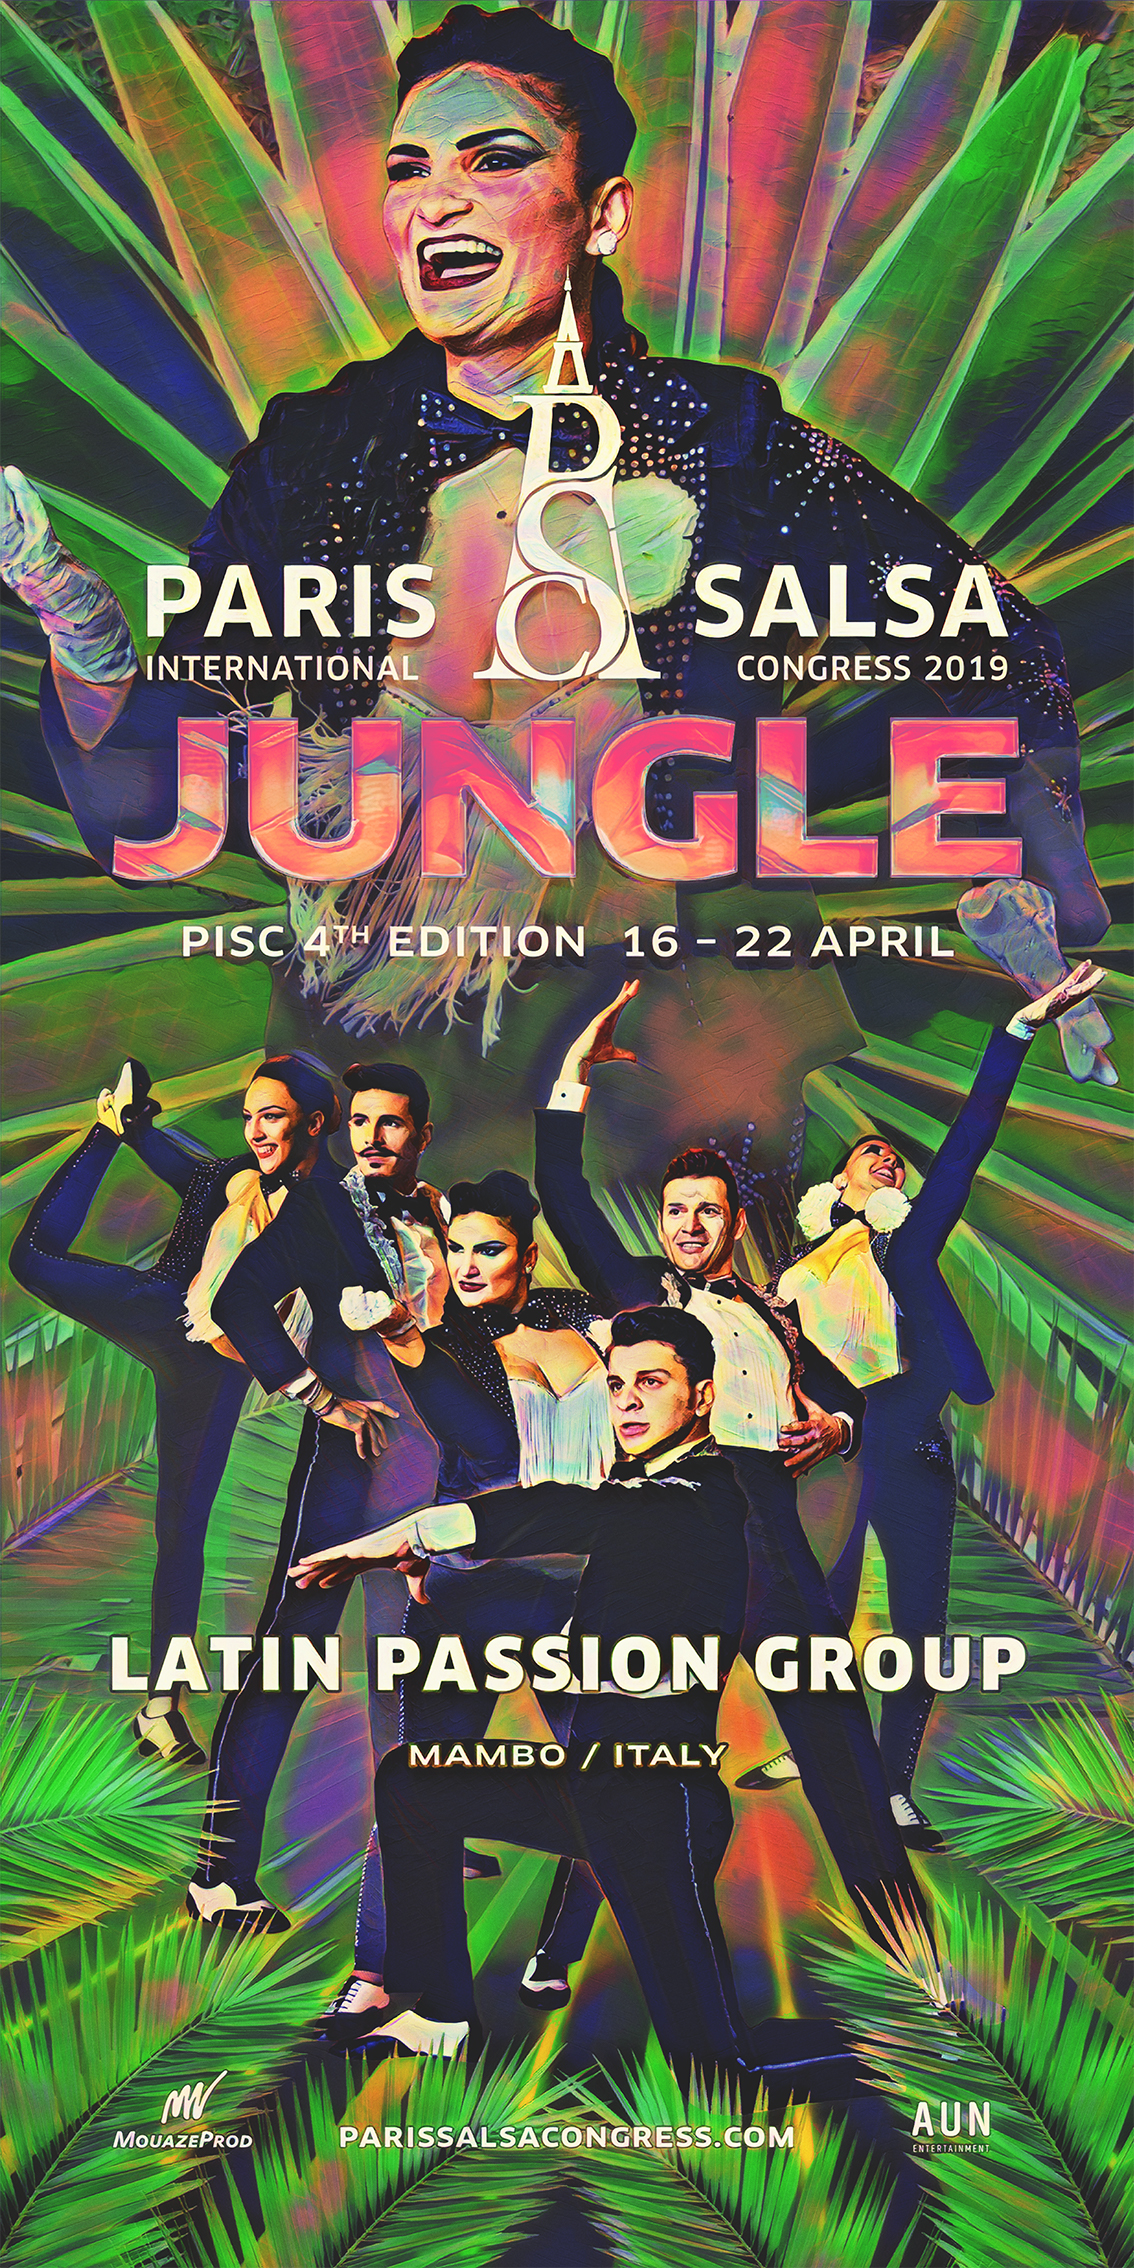 PSC
PARIS SALSA
INTERNATIONAL CONGRESS 2019
JUNGLE
PISC 4TH EDITION 16 – 22 APRIL
LATIN PASSION GROUP
MAMBO / ITALY
MOUAZEPROD
PARISSALSACONGRESS.COM
AUN
ENTERTAINMENT